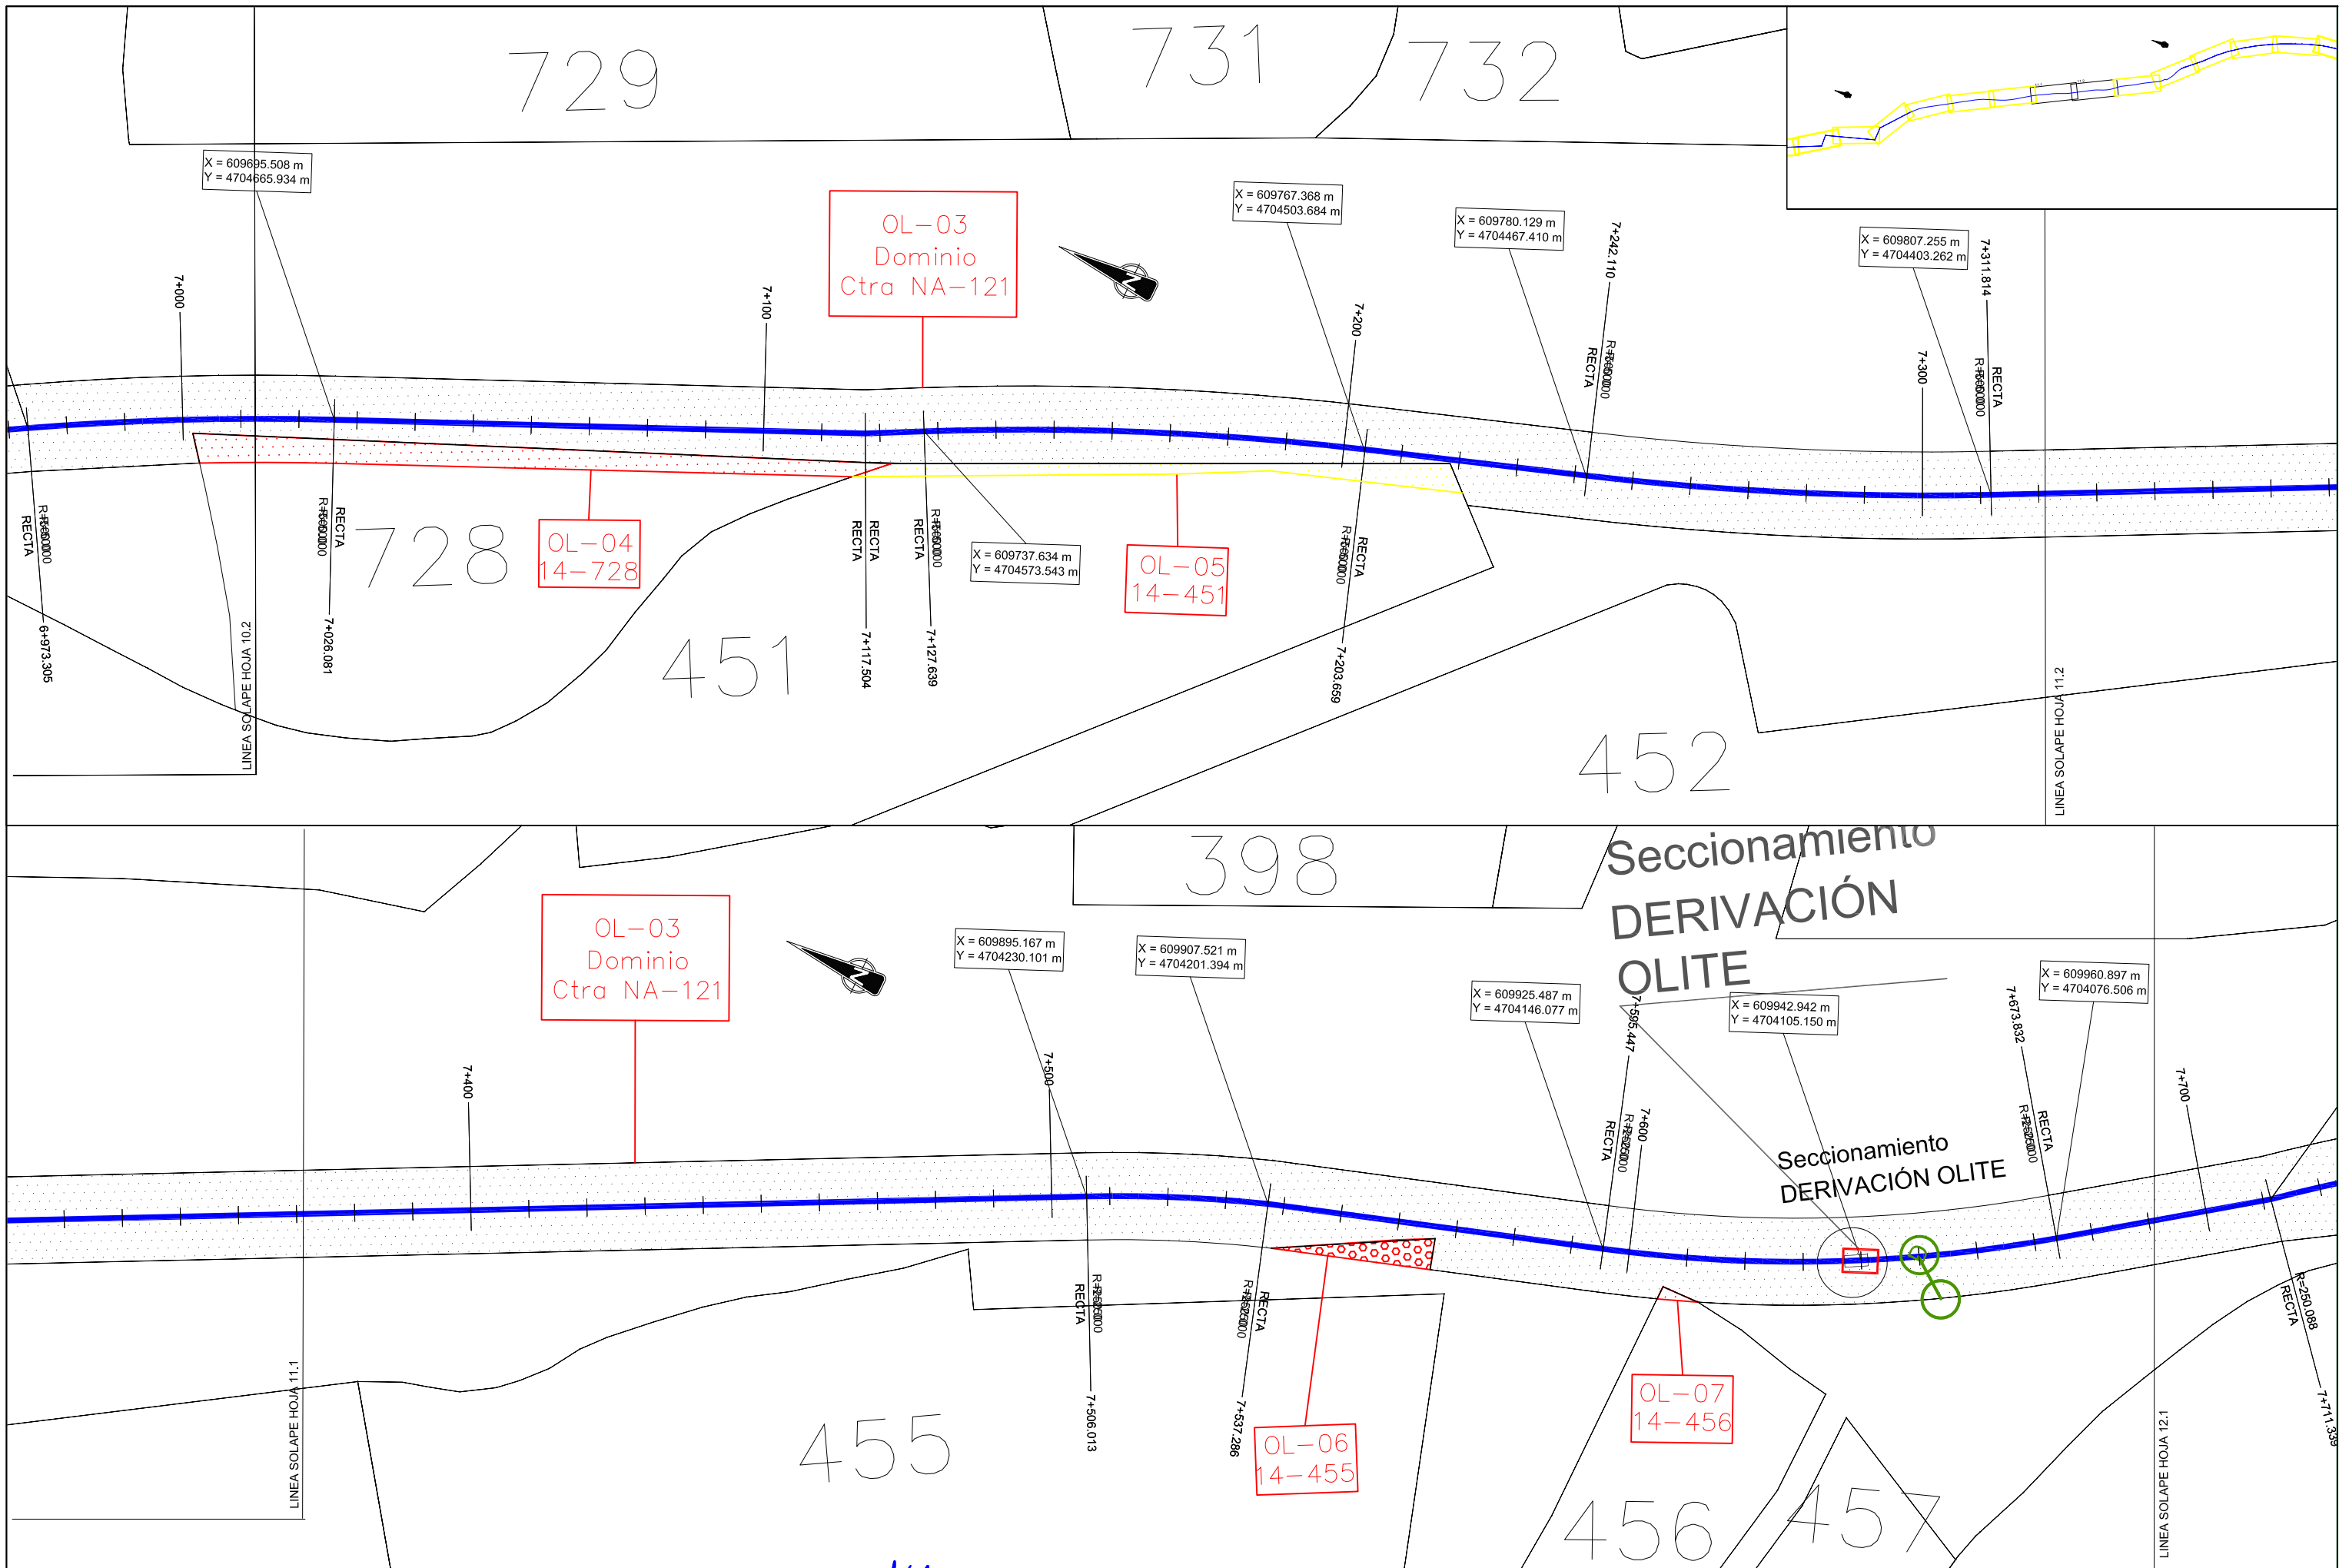 729
731
732
X = 609695.508 m
Y = 4704665.934 m
OL-03
Dominio
Ctra NA-121
X = 609767.368 m
Y = 4704503.684 m
X = 609780.129 m
Y = 4704467.410 m
X = 609807.255 m
Y = 4704403.262 m
7+000
7+100
7+200
7+242.110
RECTA
7+300
7+311.814
RECTA
RECTA
6+973.305
LINEA SOLAPE HOJA 10.2
RECTA
7+026.081
728
OL-04
14-728
451
RECTA
RECTA
7+117.504
RECTA
7+127.639
X = 609737.634 m
Y = 4704573.543 m
OL-05
14-451
RECTA
7+203.659
452
LINEA SOLAPE HOJA 11.2
398
Seccionamiento
DERIVACIÓN
OLITE
OL-03
Dominio
Ctra NA-121
X = 609895.167 m
Y = 4704230.101 m
X = 609907.521 m
Y = 4704201.394 m
X = 609925.487 m
Y = 4704146.077 m
X = 609942.942 m
Y = 4704105.150 m
X = 609960.897 m
Y = 4704076.506 m
7+400
7+500
7+595.447
RECTA
7+600
7+673.832
RECTA
7+700
Seccionamiento
DERIVACIÓN OLITE
LINEA SOLAPE HOJA 11.1
RECTA
7+506.013
RECTA
7+537.286
OL-06
14-455
OL-07
14-456
455
456
457
R=250.088
RECTA
7+711.339
LINEA SOLAPE HOJA 12.1